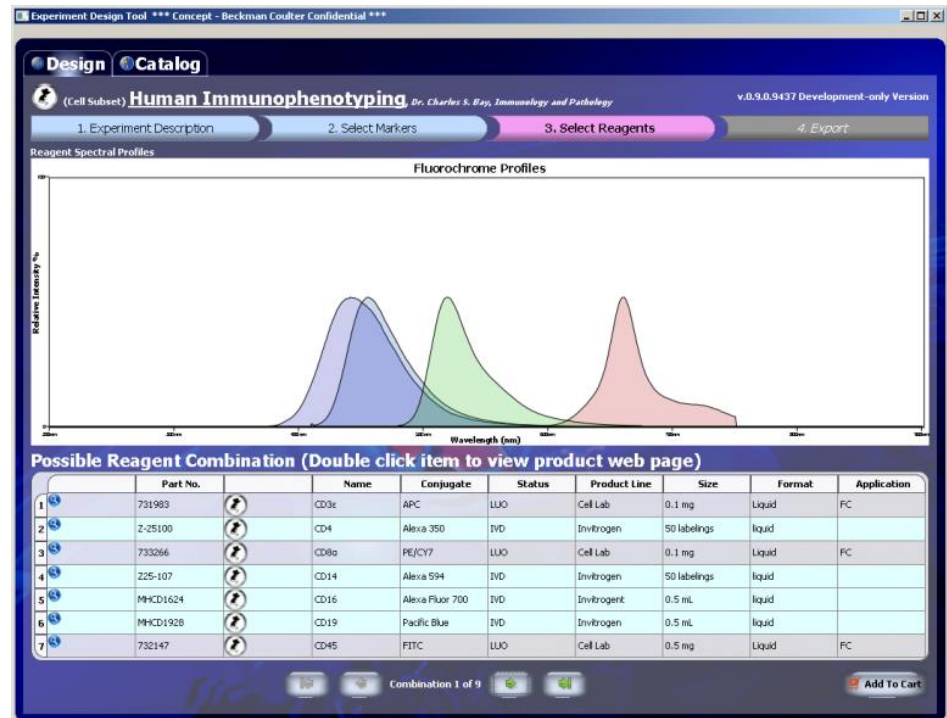 Experiment Design Tool *** Concept - Beckman Coulter Confidential ***
Design Catalog
(Cell Subset) Human Immunophenotyping, Dr. Charles S. Bay, Immunology and Pathology v.0.9.0.9437 Development-only Version
1. Experiment Description 2. Select Markers 3. Select Reagents 4. Export
Reagent Spectral Profiles
Fluorochrome Profiles
Relative Intensity %
Wavelength (nm)
Possible Reagent Combination (Double click item to view product web page)
Part No. Name Conjugate Status Product Line Size Format Application
1 731983 CD3ε APC LUO Cell Lab 0.1 mg Liquid FC
2 Z-25100 CD4 Alexa 350 IVD Invitrogen 50 labelings liquid
3 733266 CD8α PE/CY7 LUO Cell Lab 0.1 mg Liquid FC
4 Z25-107 CD14 Alexa 594 IVD Invitrogen 50 labelings liquid
5 MHCD1624 CD16 Alexa Fluor 700 IVD Invitrogent 0.5 mL liquid
6 MHCD1928 CD19 Pacific Blue IVD Invitrogen 0.5 mL liquid
7 732147 CD45 FITC LUO Cell Lab 0.5 mg Liquid FC
Combination 1 of 9 Add To Cart